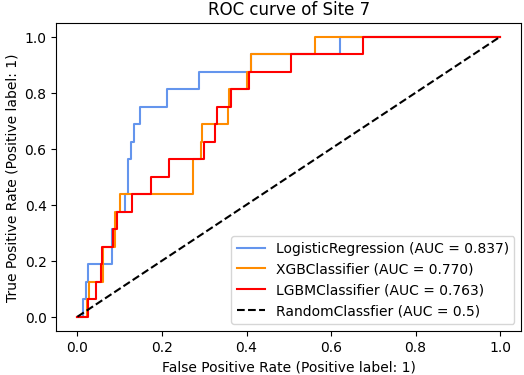 ROC curve of Site 7
True Positive Rate (Positive label: 1)
1.0
0.8
0.6
0.4
0.2
0.0
LogisticRegression (AUC = 0.837)
XGBClassifier (AUC = 0.770)
LGBMClassifier (AUC = 0.763)
RandomClassfier (AUC = 0.5)
0.0 0.2 0.4 0.6 0.8 1.0
False Positive Rate (Positive label: 1)